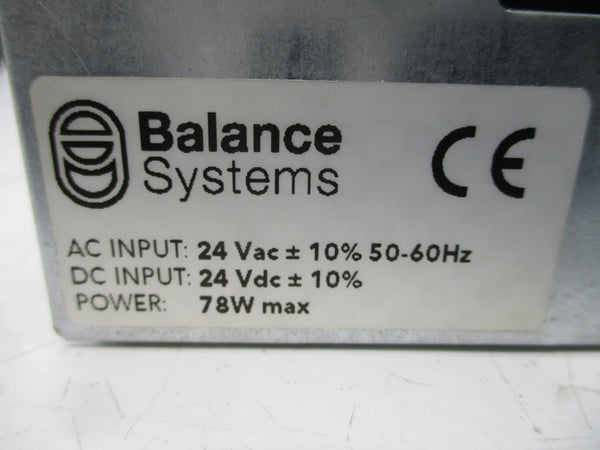 Balance
Systems
CE
AC INPUT: 24 Vac ± 10% 50-60Hz
DC INPUT: 24 Vdc ± 10%
POWER: 78W max